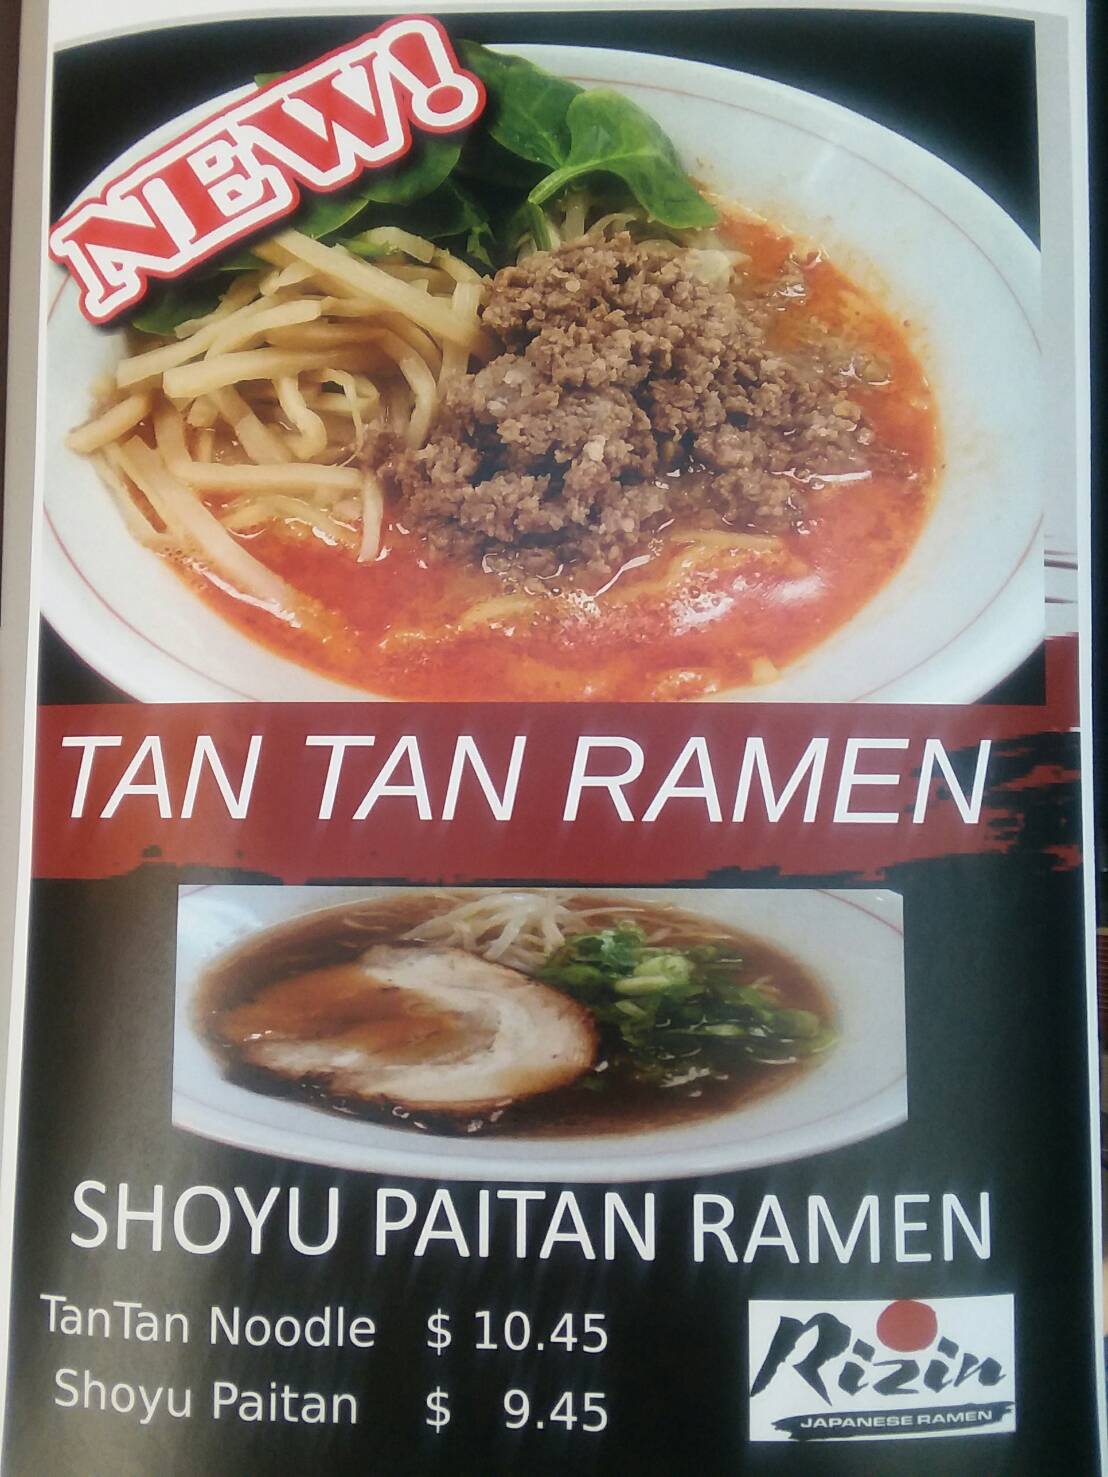 NEW!
TAN TAN RAMEN
SHOYU PAITAN RAMEN
TanTan Noodle $ 10.45
Shoyu Paitan $ 9.45
Rizin
JAPANESE RAMEN